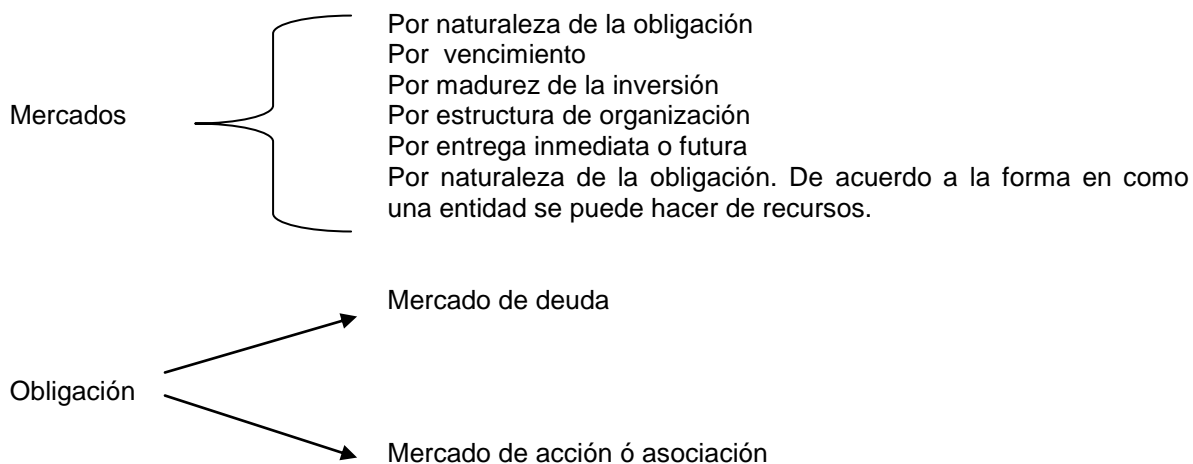 Por naturaleza de la obligación
Por vencimiento
Por madurez de la inversión
Mercados
Por estructura de organización
Por entrega inmediata o futura
Por naturaleza de la obligación. De acuerdo a la forma en como
una entidad se puede hacer de recursos.
Mercado de deuda
Obligación
Mercado de acción ó asociación